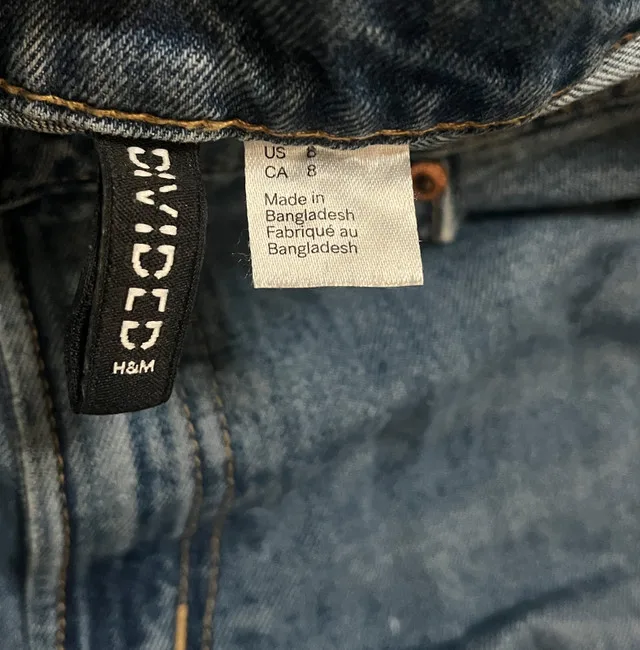 DIVIDED
H&M
US 8
CA 8
Made in
Bangladesh
Fabriqué au
Bangladesh